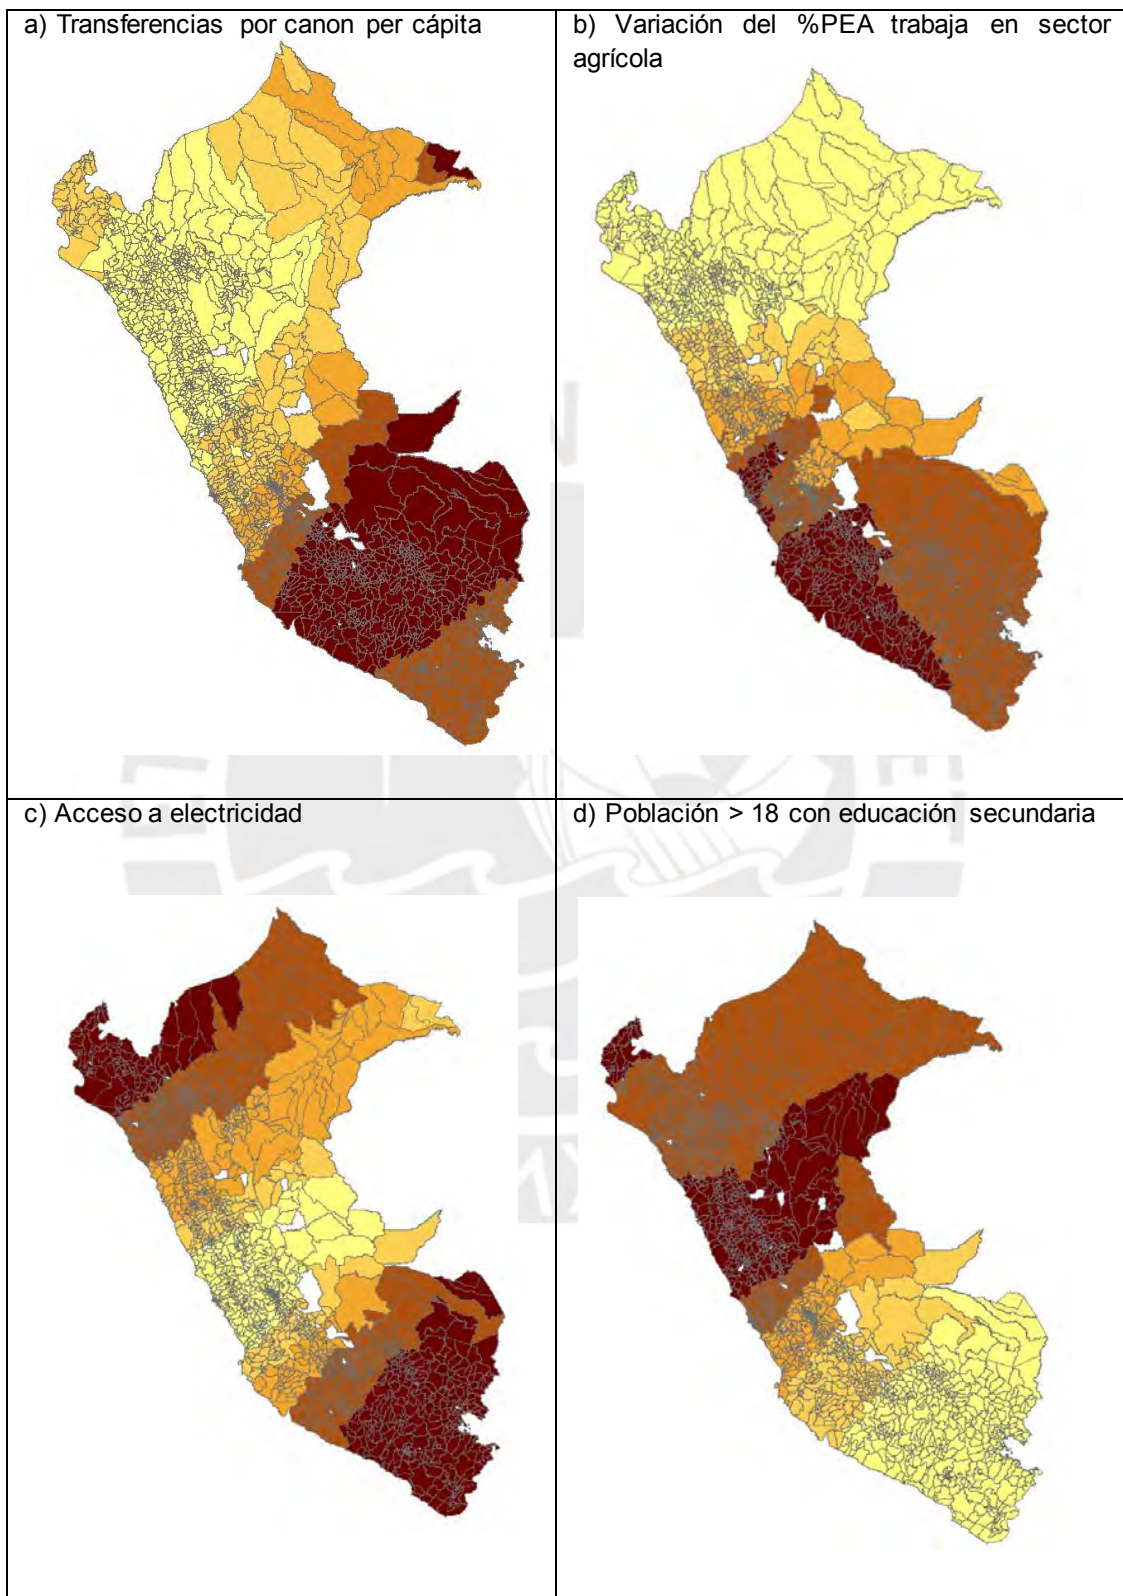 a) Transferencias por canon per cápita
b) Variación del %PEA trabaja en sector
agrícola
c) Acceso a electricidad
d) Población > 18 con educación secundaria